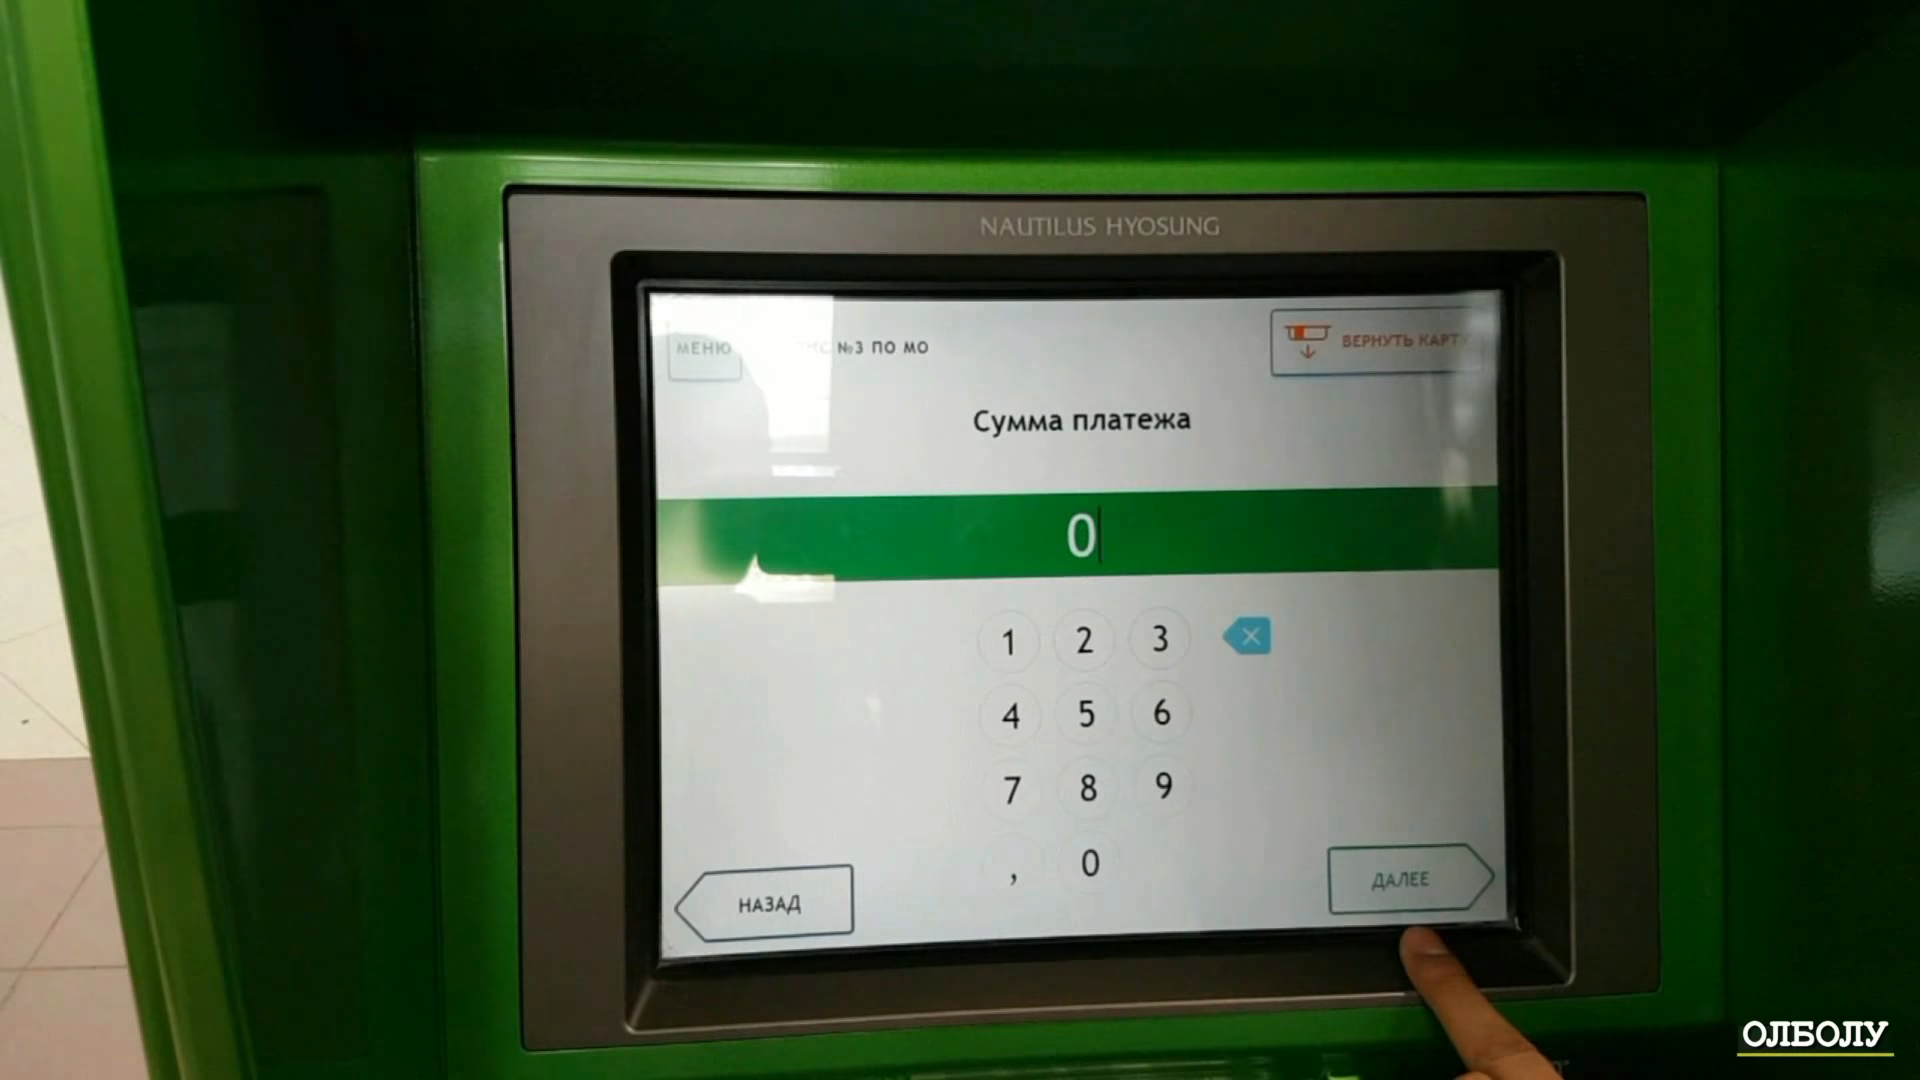 NAUTILUS HYOSUNG
МЕНЮ
№3 ПО МО
ВЕРНУТЬ КАРТУ
Сумма платежа
0
1 2 3
4 5 6
7 8 9
, 0
НАЗАД
ДАЛЕЕ
ОЛБОЛУ